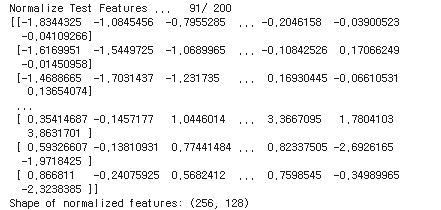 Normalize Test Features ... 91/ 200
[[-1.8344325 -1.0845456 -0.7955285 ... -0.2046158 -0.03900523
-0.04109266]
[-1.6169951 -1.5449725 -1.0689965 ... -0.10842526 0.17066249
-0.01450958]
[-1.4688665 -1.7031437 -1.231735 ... 0.16930445 -0.06610531
0.13654074]
...
[ 0.35414687 -0.1457177 1.0446014 ... 3.3667095 1.7804103
3.8631701 ]
[ 0.59326607 -0.13810931 0.77441484 ... 0.82337505 -2.6926165
-1.9718425 ]
[ 0.866811 -0.24075925 0.5682412 ... 0.7598545 -0.34989965
-2.3238385 ]]
Shape of normalized features: (256, 128)